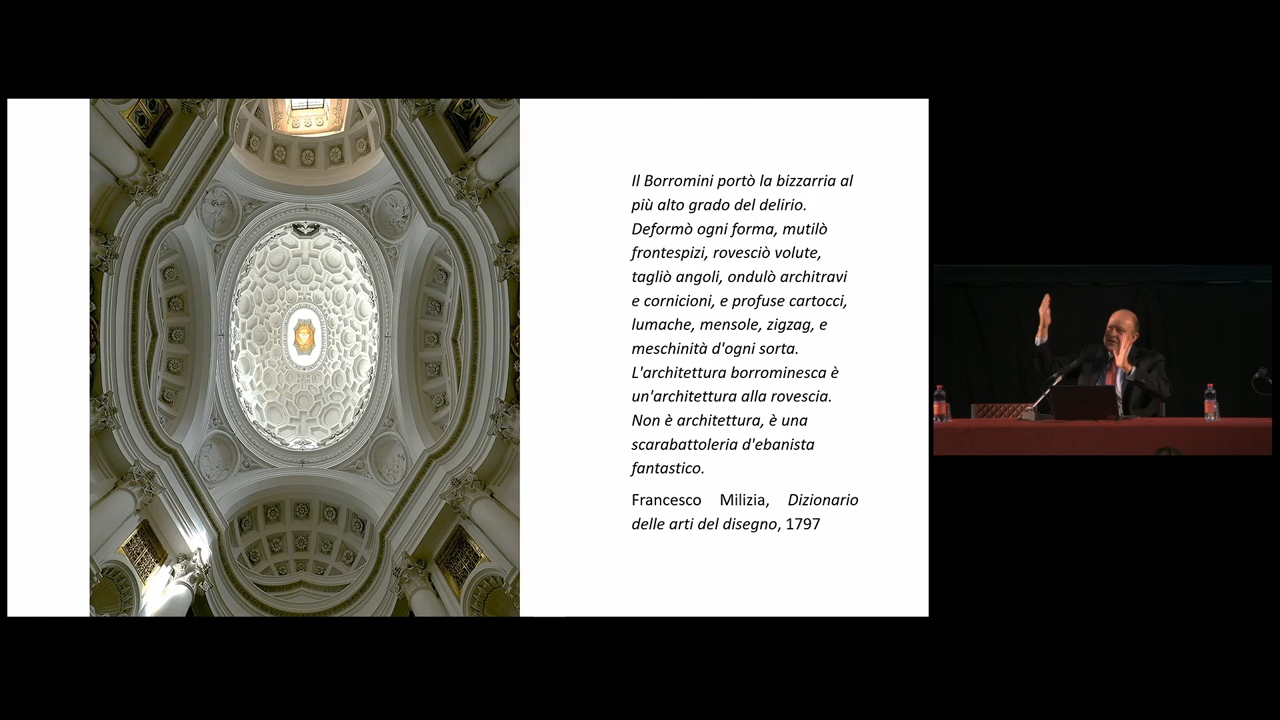 Il Borromini portò la bizzarria al
più alto grado del delirio.
Deformò ogni forma, mutilò
frontespizi, rovesciò volute,
tagliò angoli, ondulò architravi
e cornicioni, e profuse cartocci,
lumache, mensole, zigzag, e
meschinità d'ogni sorta.
L'architettura borrominesca è
un'architettura alla rovescia.
Non è architettura, è una
scarabattoleria d'ebanista
fantastico.
Francesco Milizia, Dizionario
delle arti del disegno, 1797